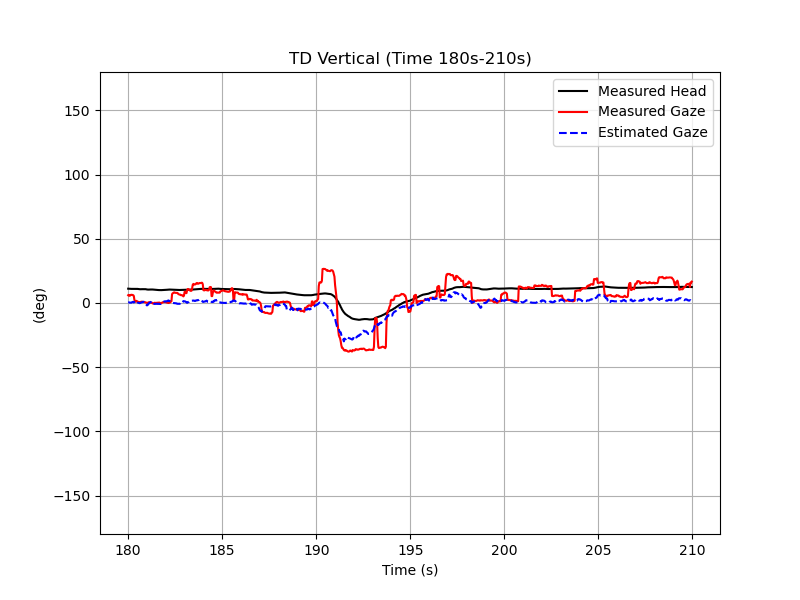 TD Vertical (Time 180s-210s)
Measured Head
Measured Gaze
Estimated Gaze
150
100
50
0
−50
−100
−150
(deg)
180 185 190 195 200 205 210
Time (s)